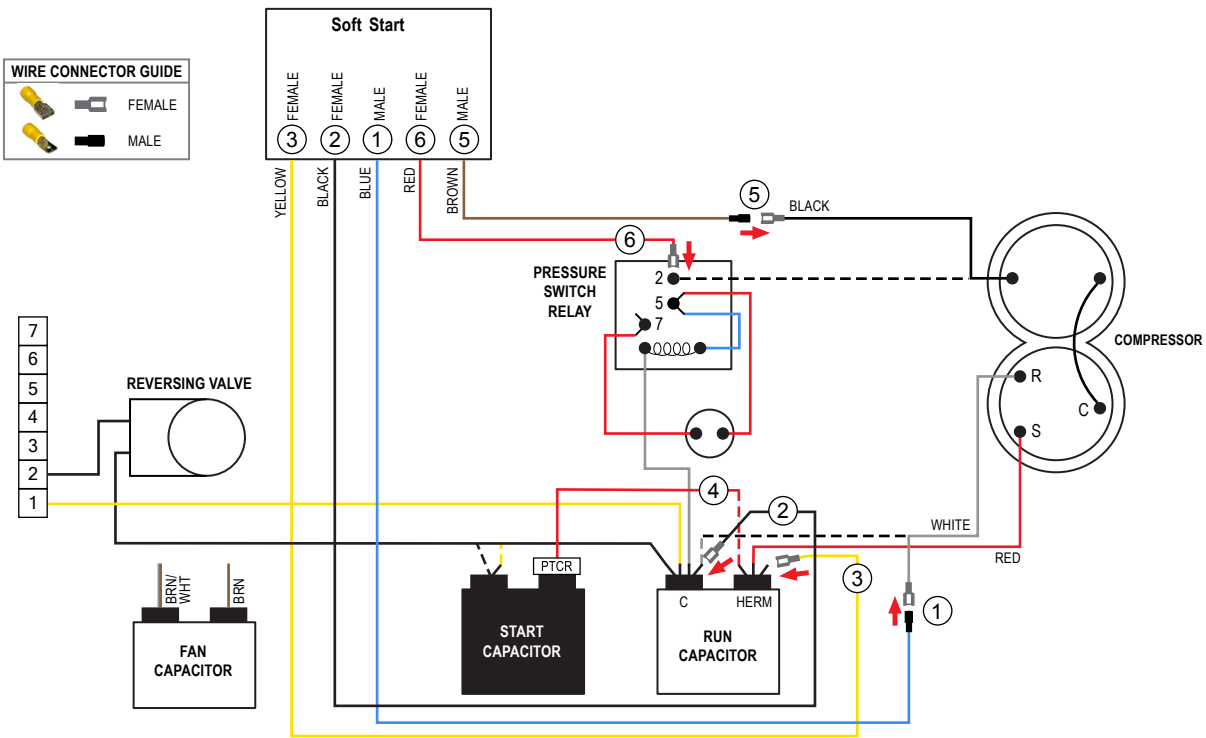 Soft Start
WIRE CONNECTOR GUIDE
FEMALE
MALE
FEMALE
FEMALE
MALE
FEMALE
MALE
3
2
1
6
5
YELLOW
BLACK
BLUE
RED
BROWN
5
BLACK
6
PRESSURE
SWITCH
RELAY
2
5
7
COMPRESSOR
R
C
S
7
6
5
4
3
2
1
REVERSING VALVE
4
2
WHITE
RED
3
1
BRN/
WHT
BRN
FAN
CAPACITOR
PTCR
START
CAPACITOR
C
HERM
RUN
CAPACITOR